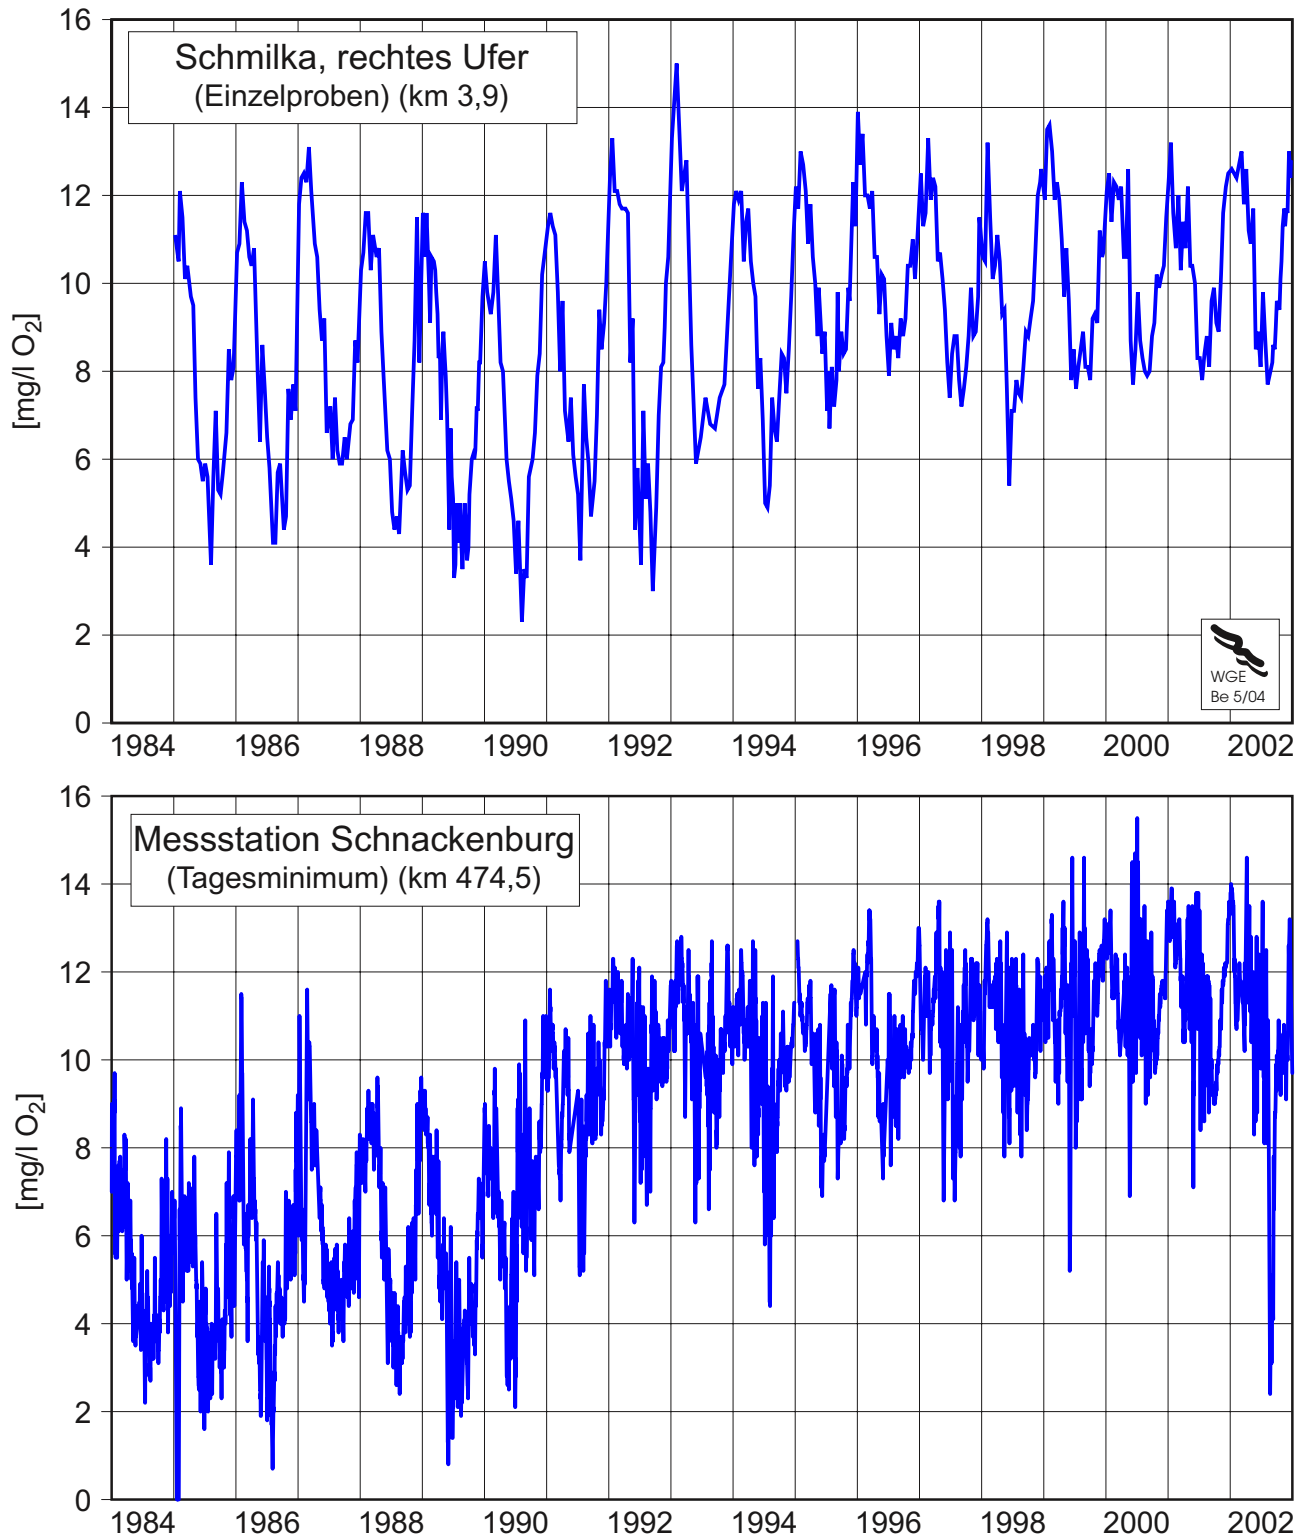 16
14
12
10
8
6
4
2
0
[mg/l O₂]
Schmilka, rechtes Ufer
(Einzelproben) (km 3,9)
WGE
Be 5/04
1984 1986 1988 1990 1992 1994 1996 1998 2000 2002
16
14
12
10
8
6
4
2
0
[mg/l O₂]
Messstation Schnackenburg
(Tagesminimum) (km 474,5)
1984 1986 1988 1990 1992 1994 1996 1998 2000 2002